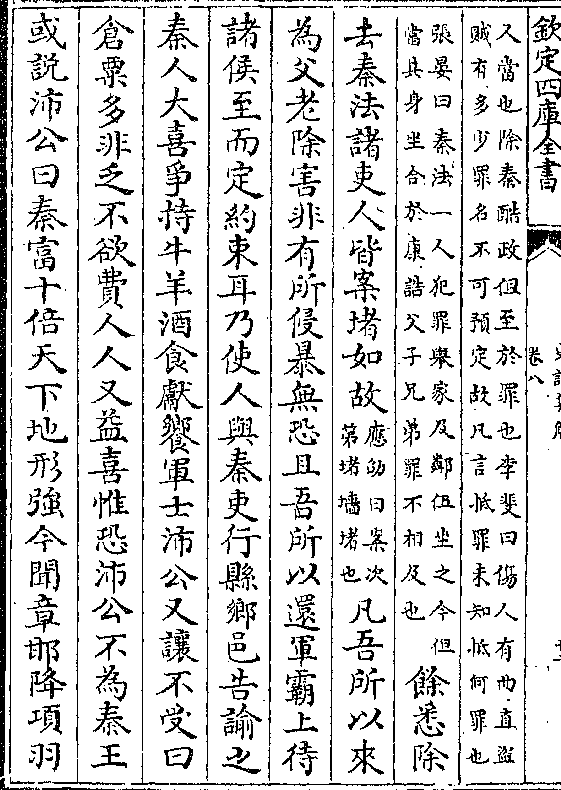 欽定四庫全書
卷八
人當也除秦酷政但至於罪也李斐曰傷人有曲直盜
賊有多少罪名不可預定故凡言抵罪未知抵何罪也
張晏曰秦法一人犯罪舉家及鄰伍坐之今但
當其身坐合於康誥父子兄弟罪不相及也
餘悉除
去秦法諸吏人皆案堵如故
應劭曰案次
第堵墻堵也
凡吾所以來
為父老除害非有所侵暴無恐且吾所以還軍霸上待
諸侯至而定約束耳乃使人與秦吏行縣鄉邑告諭之
秦人大喜爭持牛羊酒食獻饗軍士沛公又讓不受曰
倉粟多非乏不欲費人人又益喜惟恐沛公不為秦王
或說沛公曰秦富十倍天下地形強今聞章邯降項羽